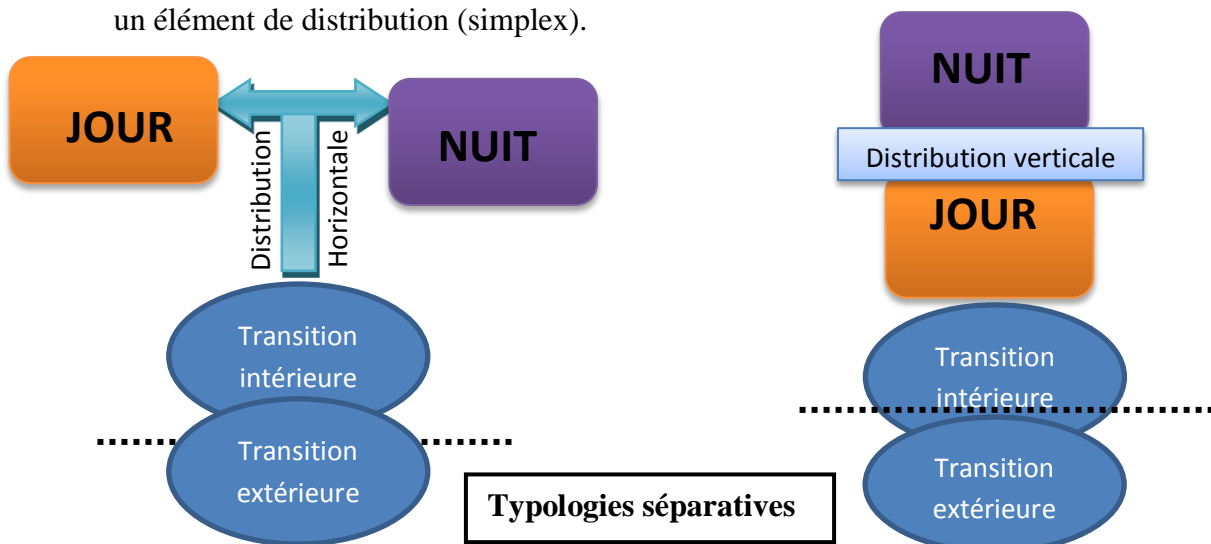 un élément de distribution (simplex).
JOUR
NUIT
Distribution
Horizontale
Transition
intérieure
Transition
extérieure
NUIT
Distribution verticale
JOUR
Transition
intérieure
Transition
extérieure
Typologies séparatives